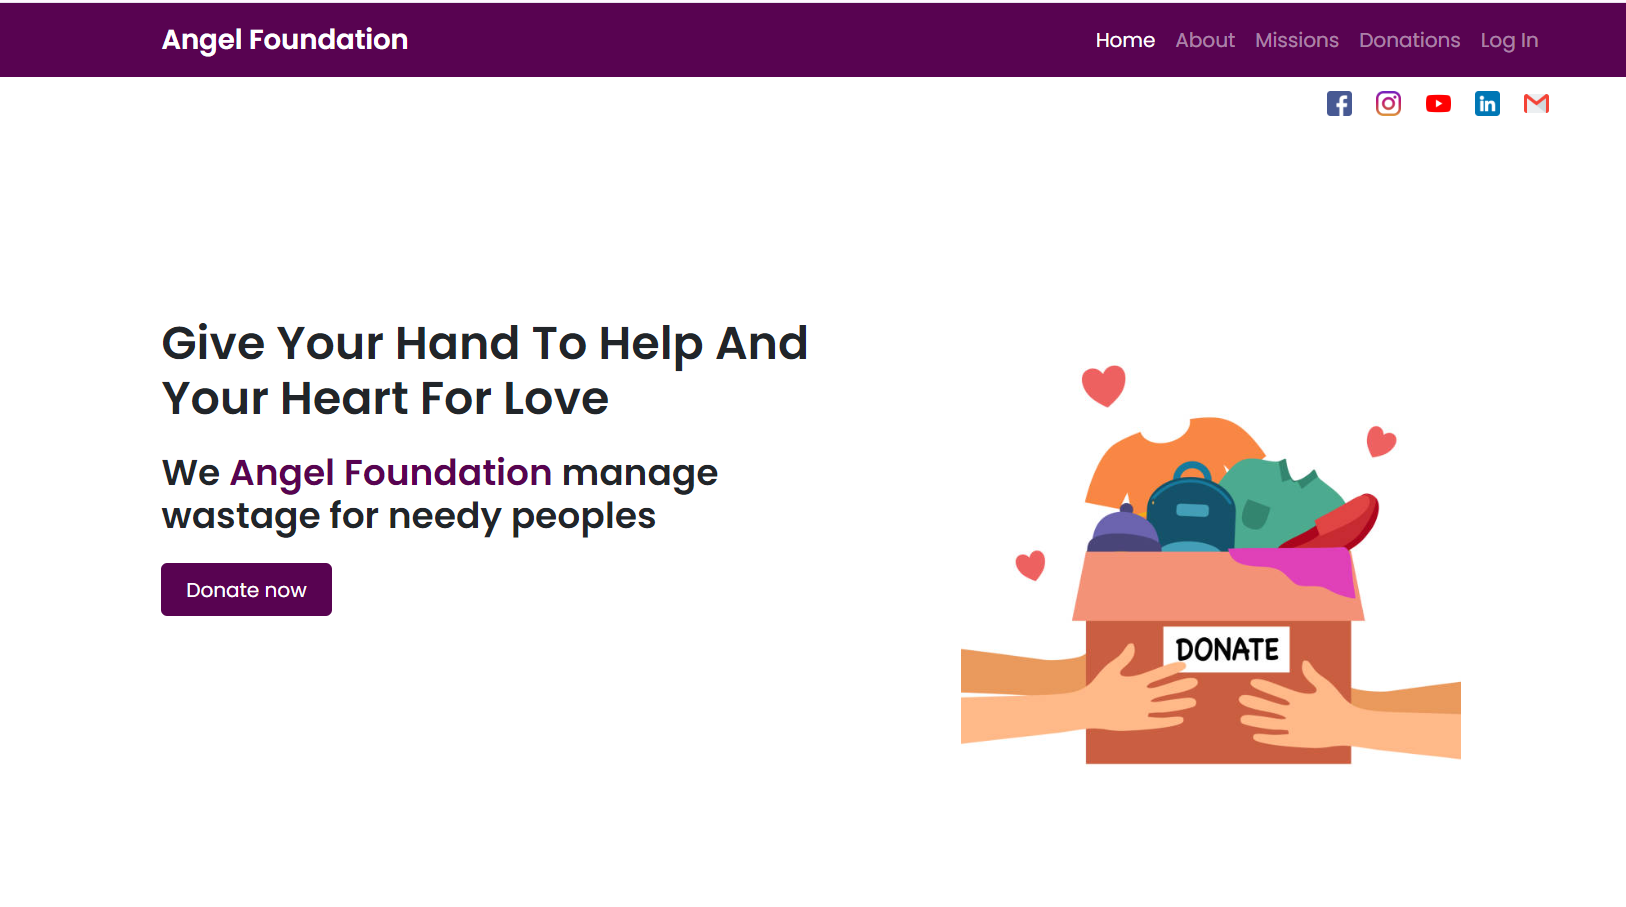 Angel Foundation
Home About Missions Donations Log In
Give Your Hand To Help And
Your Heart For Love
We Angel Foundation manage
wastage for needy peoples
Donate now
DONATE